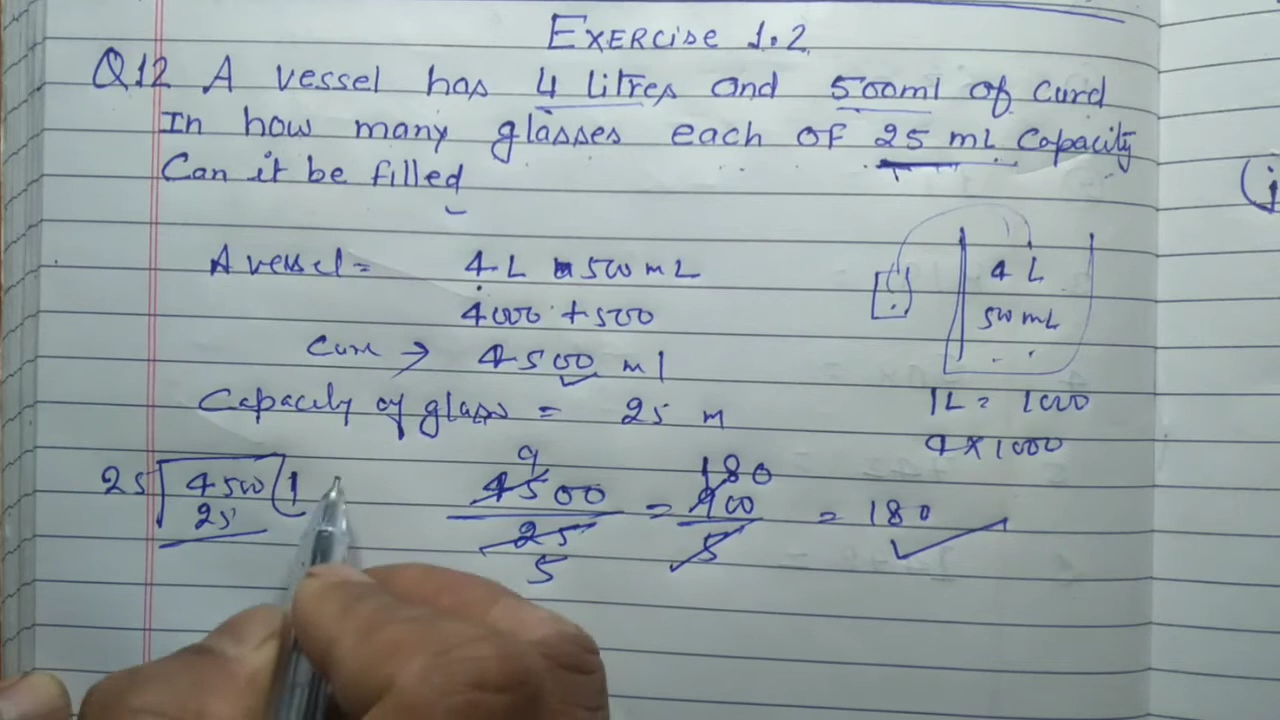 EXERCISE 1.2
Q12 A vessel has 4 litres and 500ml of curd
In how many glasses each of 25 mL Capacity
Can it be filled
A vessel = 4L 500 mL
4000 + 500
→ 4500 ml
Capacity of glass = 25 m
4 L
500 mL
1L = 1000
4 × 1000
25 4500 1
25
9 180
4500 = 900 = 180
25 5
5
(i